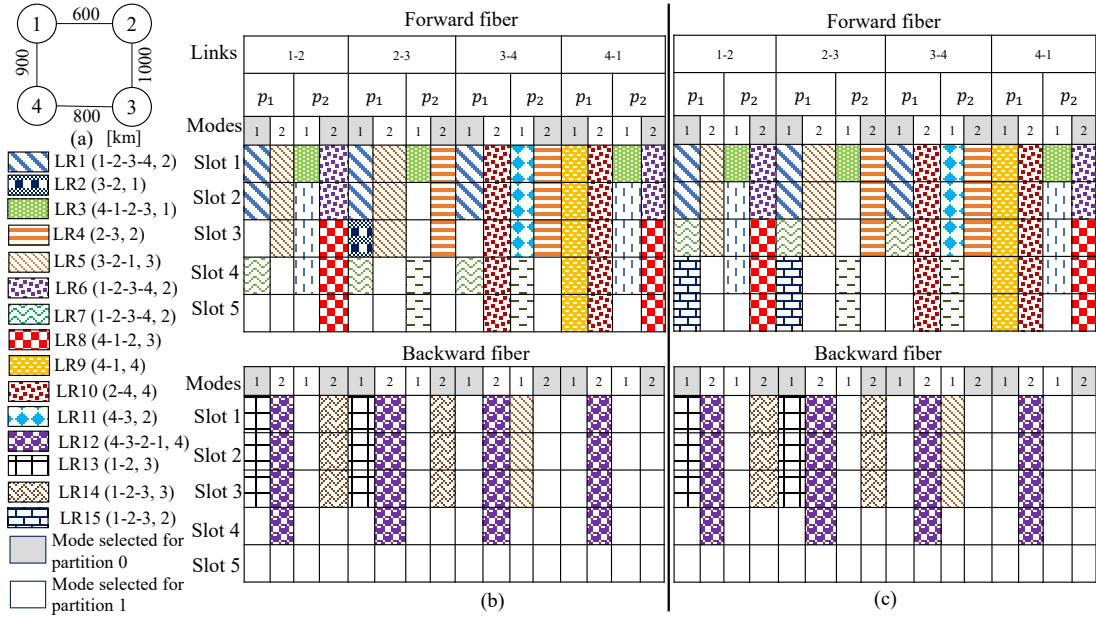 1 600 2
900 1000
4 800 3
(a) [km]
LR1 (1-2-3-4, 2)
LR2 (3-2, 1)
LR3 (4-1-2-3, 1)
LR4 (2-3, 2)
LR5 (3-2-1, 3)
LR6 (1-2-3-4, 2)
LR7 (1-2-3-4, 2)
LR8 (4-1-2, 3)
LR9 (4-1, 4)
LR10 (2-4, 4)
LR11 (4-3, 2)
LR12 (4-3-2-1, 4)
LR13 (1-2, 3)
LR14 (1-2-3, 3)
LR15 (1-2-3, 2)
Mode selected for
partition 0
Mode selected for
partition 1
Forward fiber
Links 1-2 2-3 3-4 4-1
p1 p2 p1 p2 p1 p2 p1 p2
Modes 1 2 1 2 1 2 1 2 1 2 1 2 1 2 1 2
Slot 1
Slot 2
Slot 3
Slot 4
Slot 5
Backward fiber
Modes 1 2 1 2 1 2 1 2 1 2 1 2 1 2 1 2
Slot 1
Slot 2
Slot 3
Slot 4
Slot 5
(b)
Forward fiber
1-2 2-3 3-4 4-1
p1 p2 p1 p2 p1 p2 p1 p2
1 2 1 2 1 2 1 2 1 2 1 2 1 2 1 2
Backward fiber
1 2 1 2 1 2 1 2 1 2 1 2 1 2 1 2
(c)